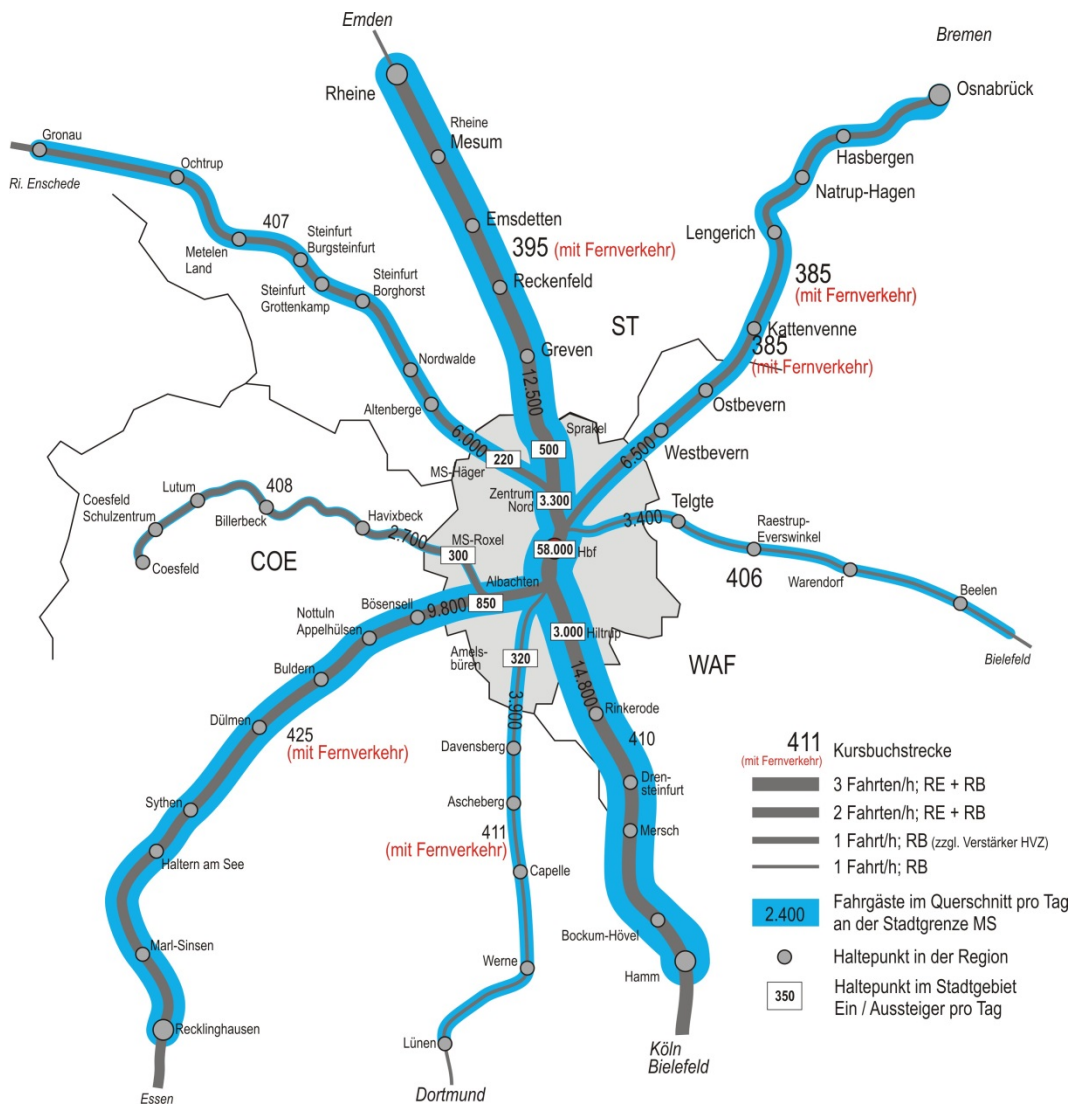 Emden
Bremen
Rheine
Osnabrück
Rheine
Mesum
Hasbergen
Gronau
Ochtrup
Ri. Enschede
Natrup-Hagen
Emsdetten
407
Steinfurt
Burgsteinfurt
Lengerich
395 (mit Fernverkehr)
Metelen
Land
Steinfurt
Grottenkamp
Steinfurt
Borghorst
Reckenfeld
385
(mit Fernverkehr)
ST
Kattenvenne
385
(mit Fernverkehr)
Greven
Nordwalde
12.500
Ostbevern
Altenberge
6.000
Sprakel
500
Westbevern
6.500
220
MS-Häger
Zentrum
Nord
3.300
Telgte
3.400
408
Lutum
Coesfeld
Schulzentrum
Billerbeck
Havixbeck
2.700
MS-Roxel
300
58.000
Hbf
Raestrup-
Everswinkel
406
Warendorf
COE
Coesfeld
Albachten
850
Beelen
Bösensell
9.800
Nottuln
Appelhülsen
3.000
Hiltrup
Amels-
büren
320
Bielefeld
WAF
Buldern
14.800
3.900
Rinkerode
Dülmen
425
(mit Fernverkehr)
Davensberg
410
411
(mit Fernverkehr)
Kursbuchstrecke
Dren-
steinfurt
3 Fahrten/h; RE + RB
Sythen
Ascheberg
2 Fahrten/h; RE + RB
411
(mit Fernverkehr)
Mersch
1 Fahrt/h; RB (zzgl. Verstärker HVZ)
Haltern am See
Capelle
1 Fahrt/h; RB
2.400
Fahrgäste im Querschnitt pro Tag
an der Stadtgrenze MS
Bockum-Hövel
Marl-Sinsen
Werne
Haltepunkt in der Region
Hamm
350
Haltepunkt im Stadtgebiet
Ein / Aussteiger pro Tag
Recklinghausen
Lünen
Köln
Bielefeld
Essen
Dortmund